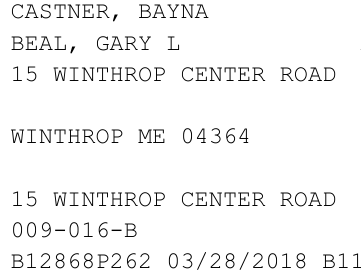 CASTNER, BAYNA
BEAL, GARY L
15 WINTHROP CENTER ROAD
WINTHROP ME 04364
15 WINTHROP CENTER ROAD
009-016-B
B12868P262 03/28/2018 B11